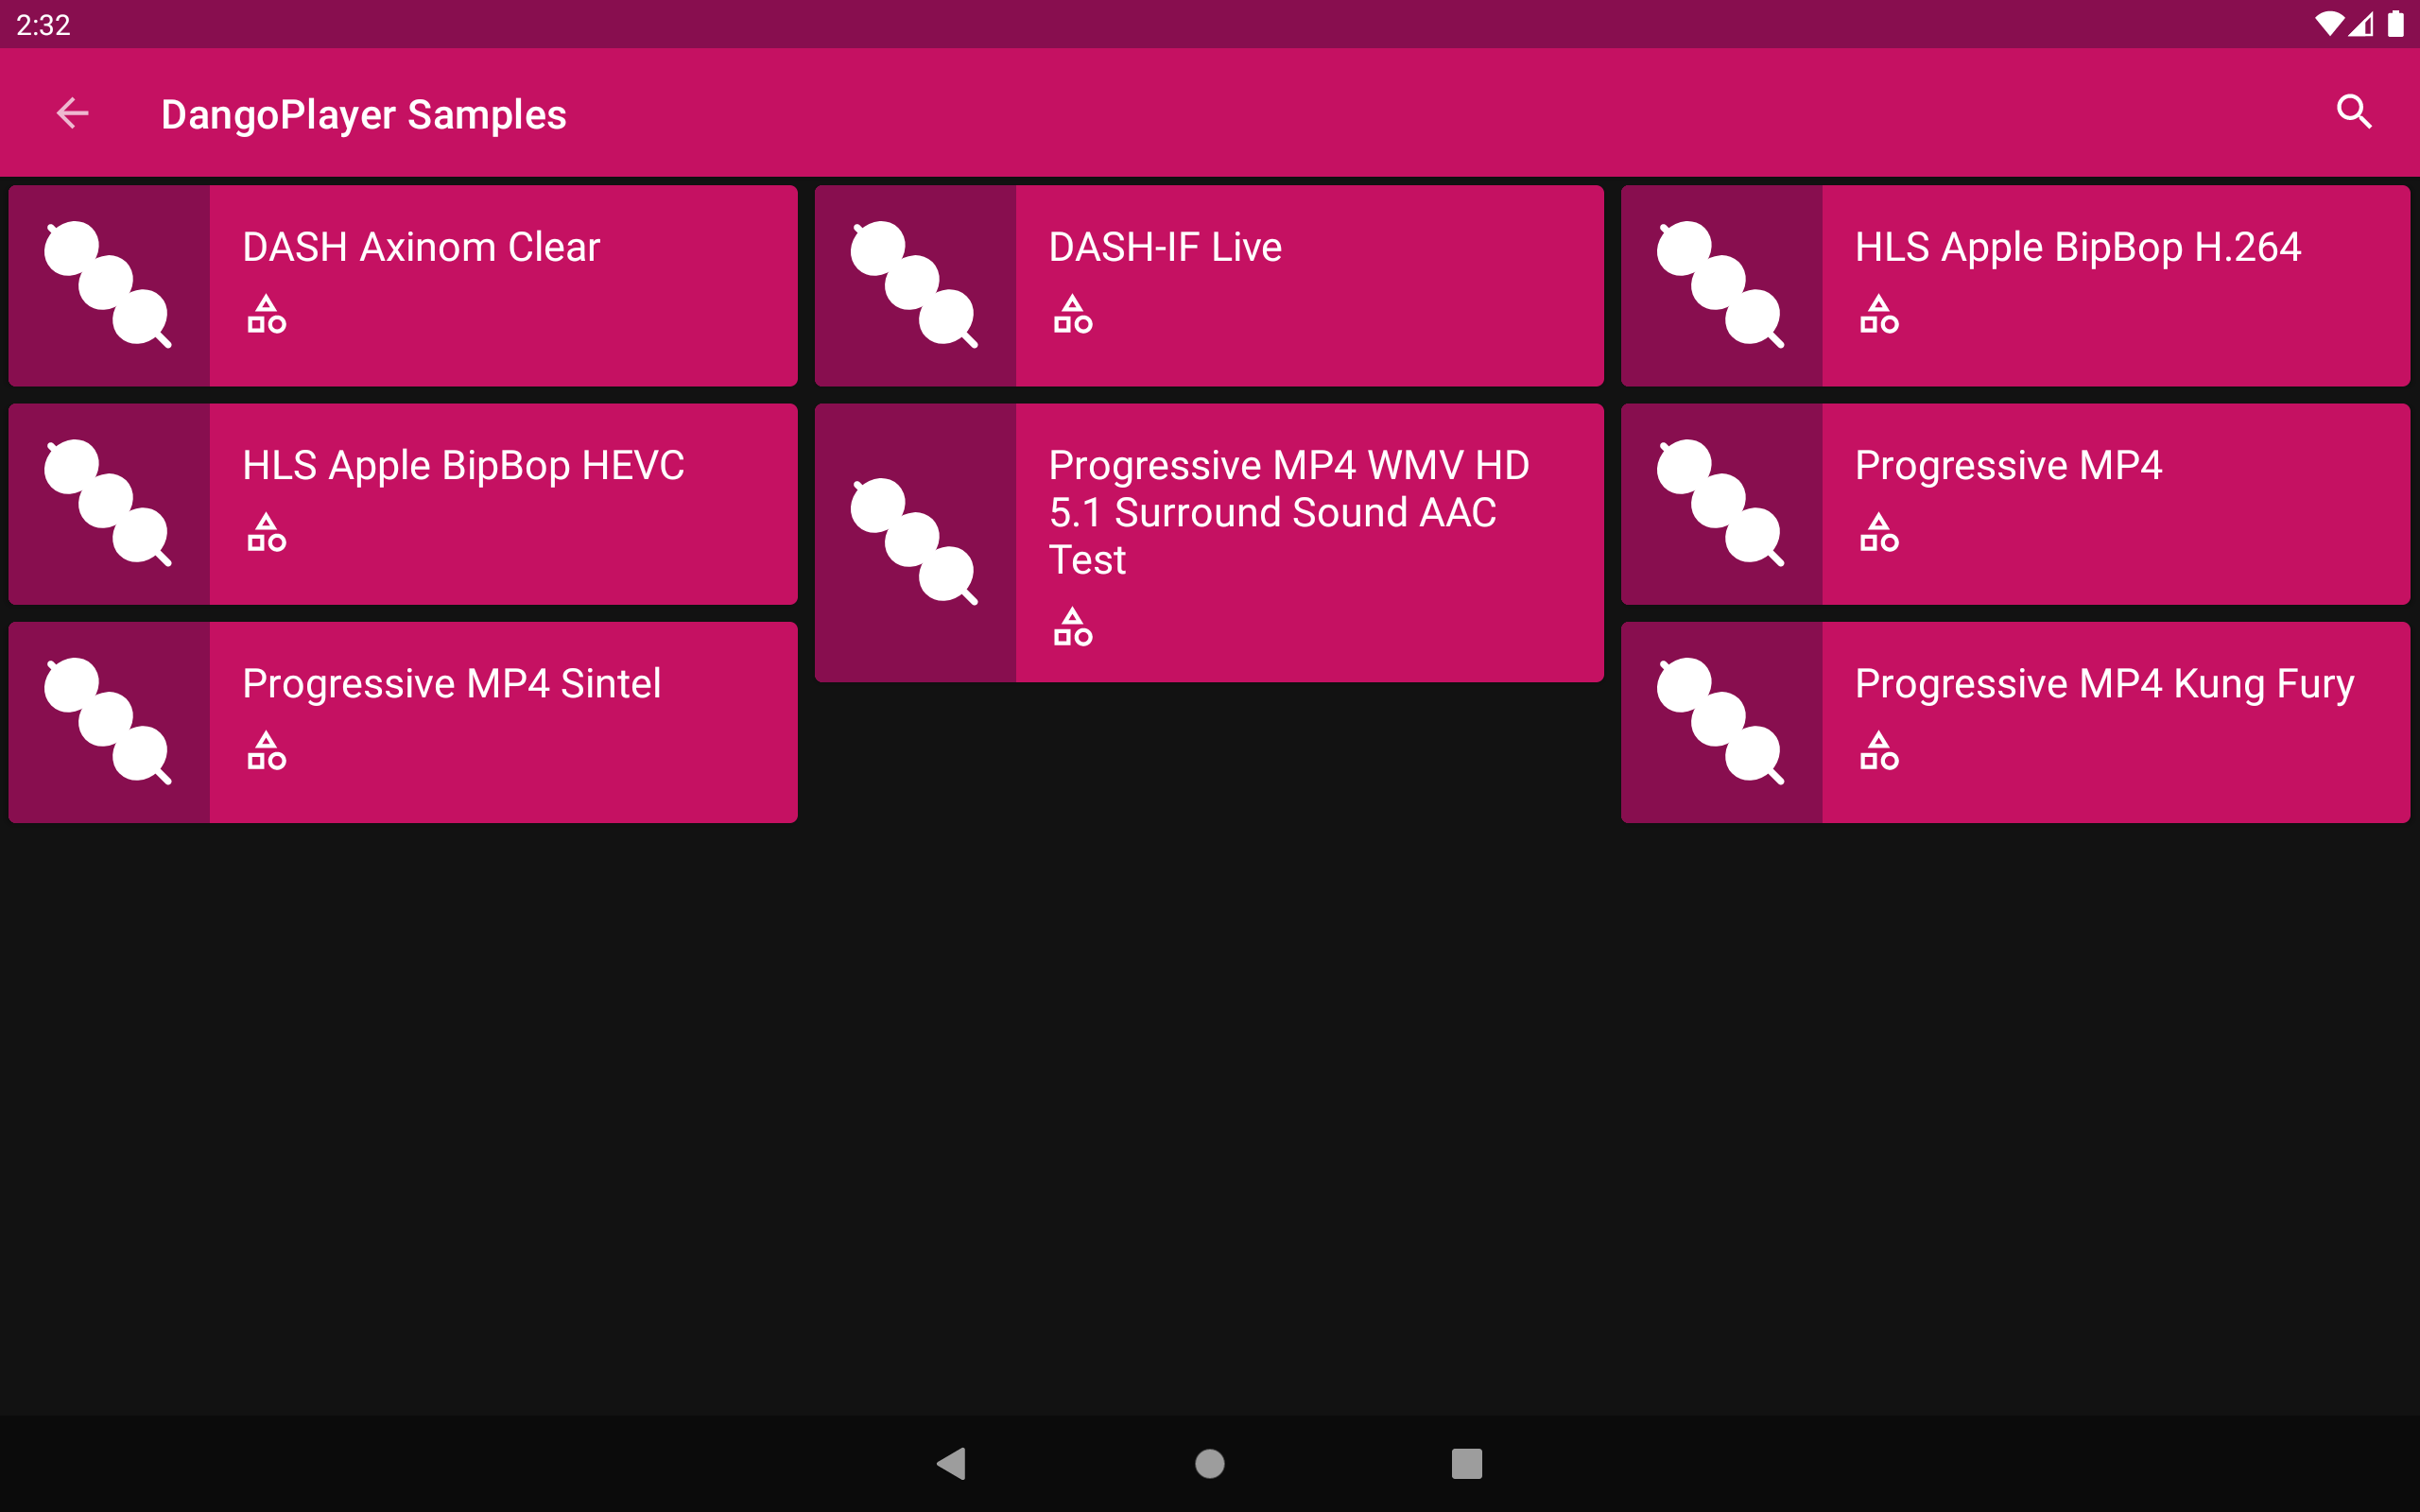 2:32
DangoPlayer Samples
DASH Axinom Clear
DASH-IF Live
HLS Apple BipBop H.264
HLS Apple BipBop HEVC
Progressive MP4 WMV HD
5.1 Surround Sound AAC
Test
Progressive MP4
Progressive MP4 Sintel
Progressive MP4 Kung Fury